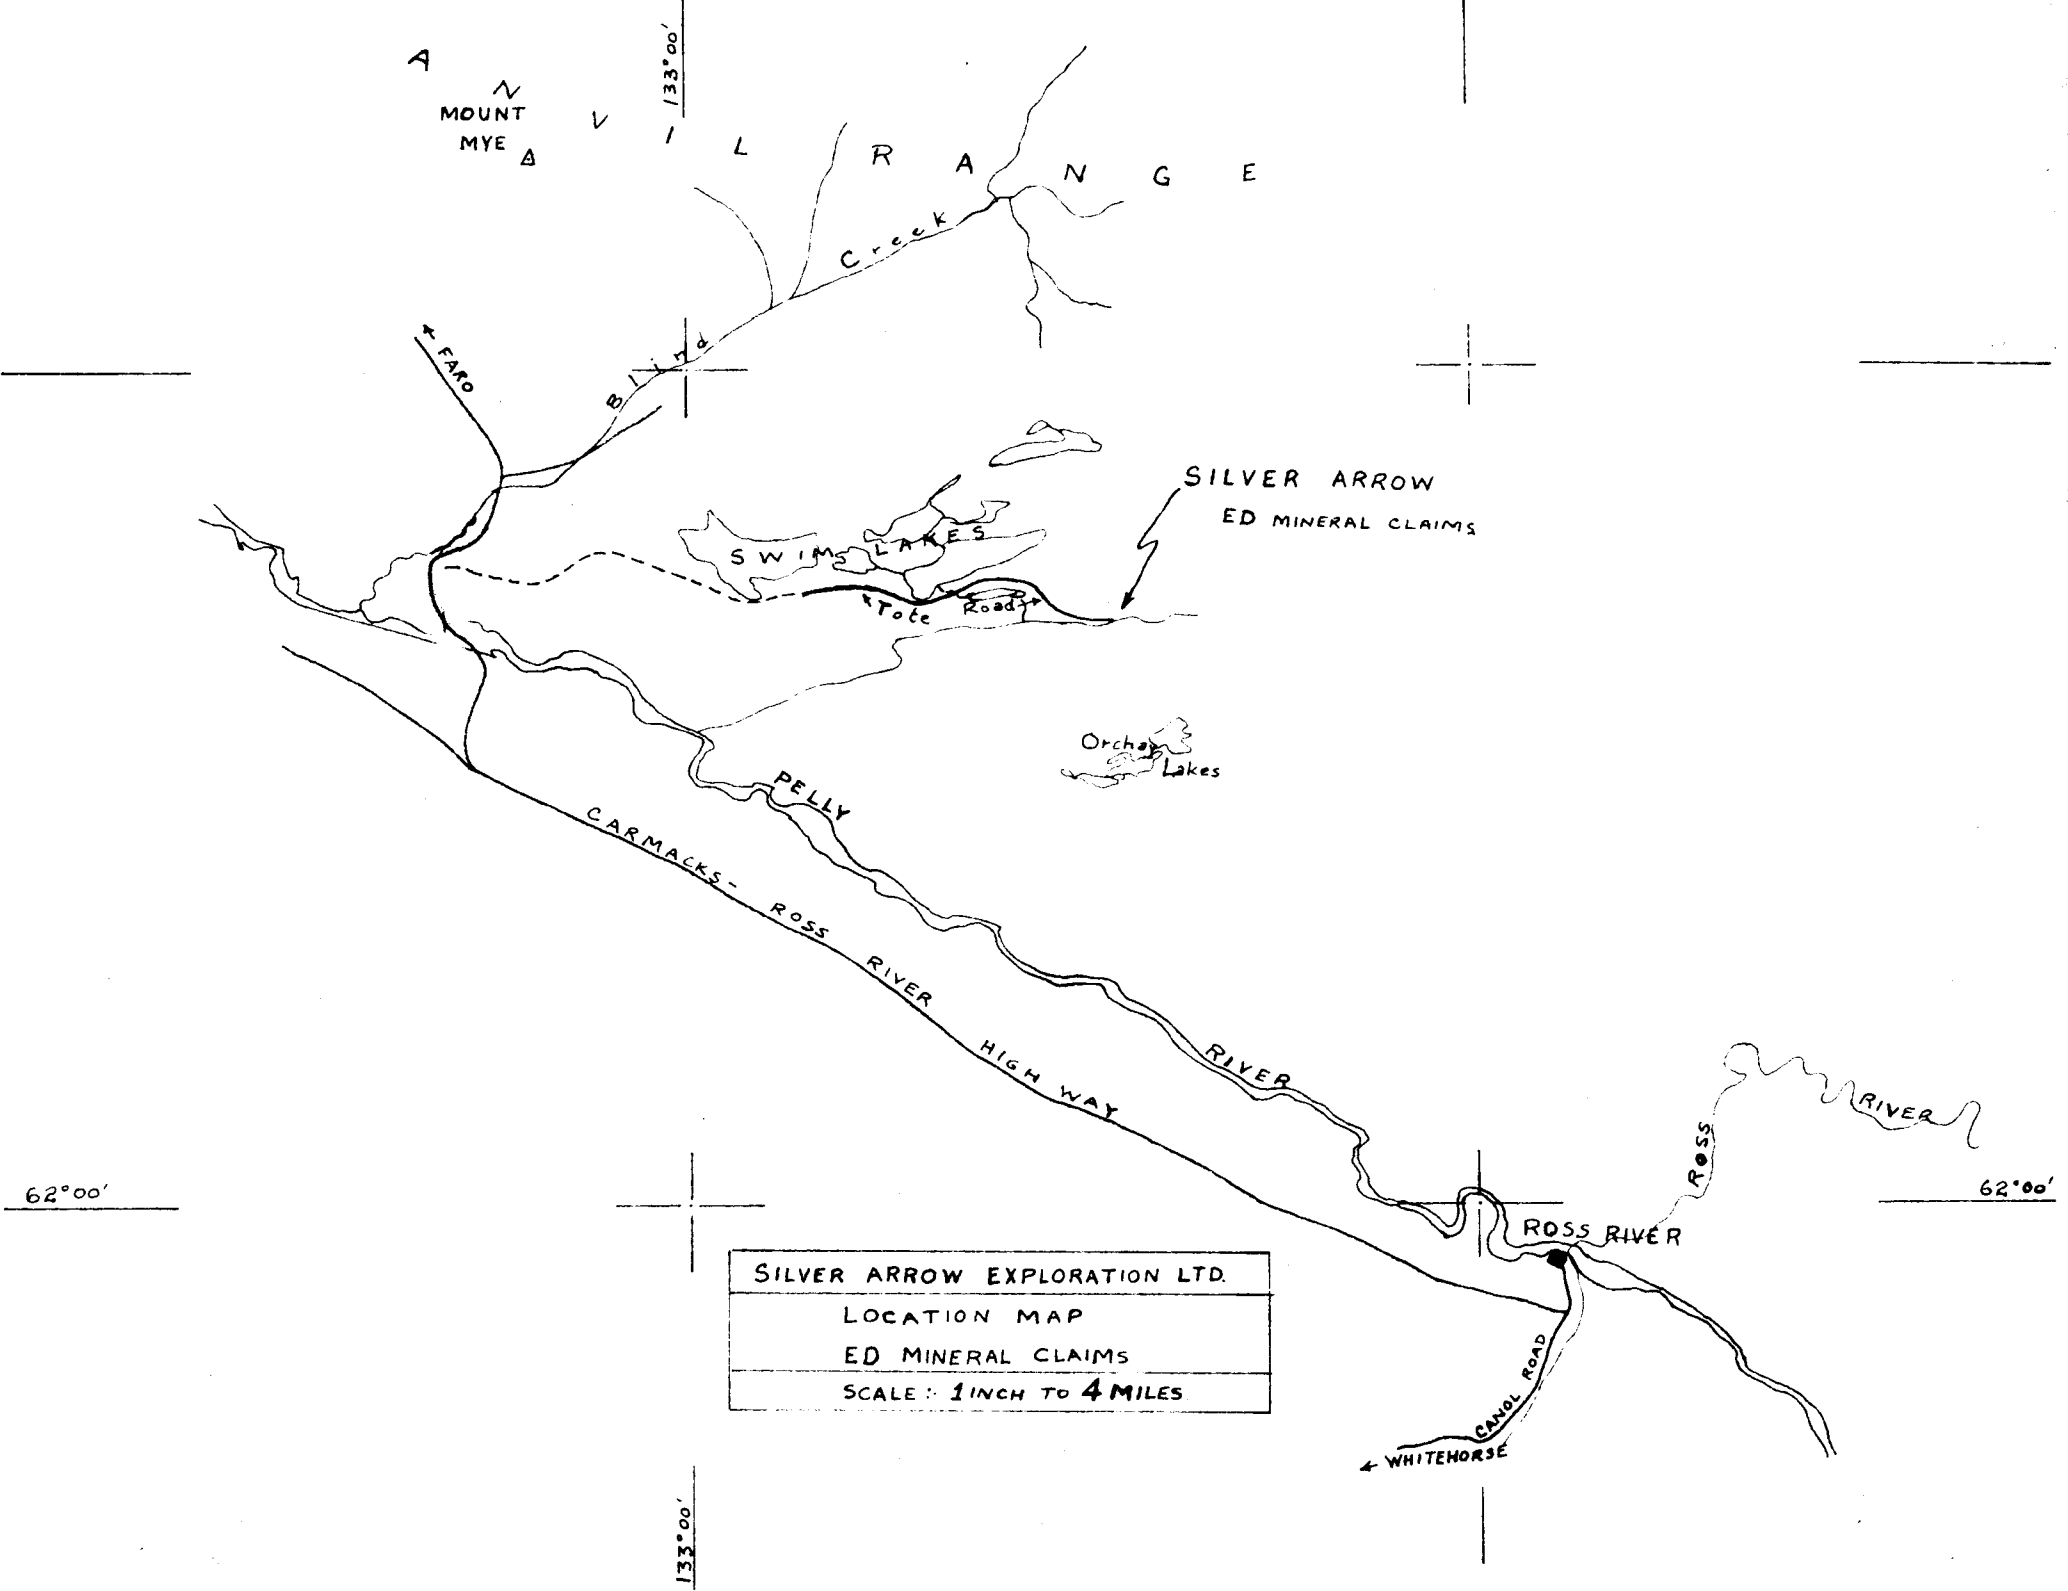 133°00'
ANVIL RANGE
MOUNT
MYE
Blind Creek
← FARO
SILVER ARROW
ED MINERAL CLAIMS
SWIM LAKES
Tote Road
Orchay
Lakes
PELLY RIVER
CARMACKS- ROSS RIVER HIGH WAY
ROSS RIVER
62°00'
62°00'
ROSS RIVER
SILVER ARROW EXPLORATION LTD.
LOCATION MAP
ED MINERAL CLAIMS
SCALE:- 1 INCH TO 4 MILES
CANOL ROAD
← WHITEHORSE
133°00'